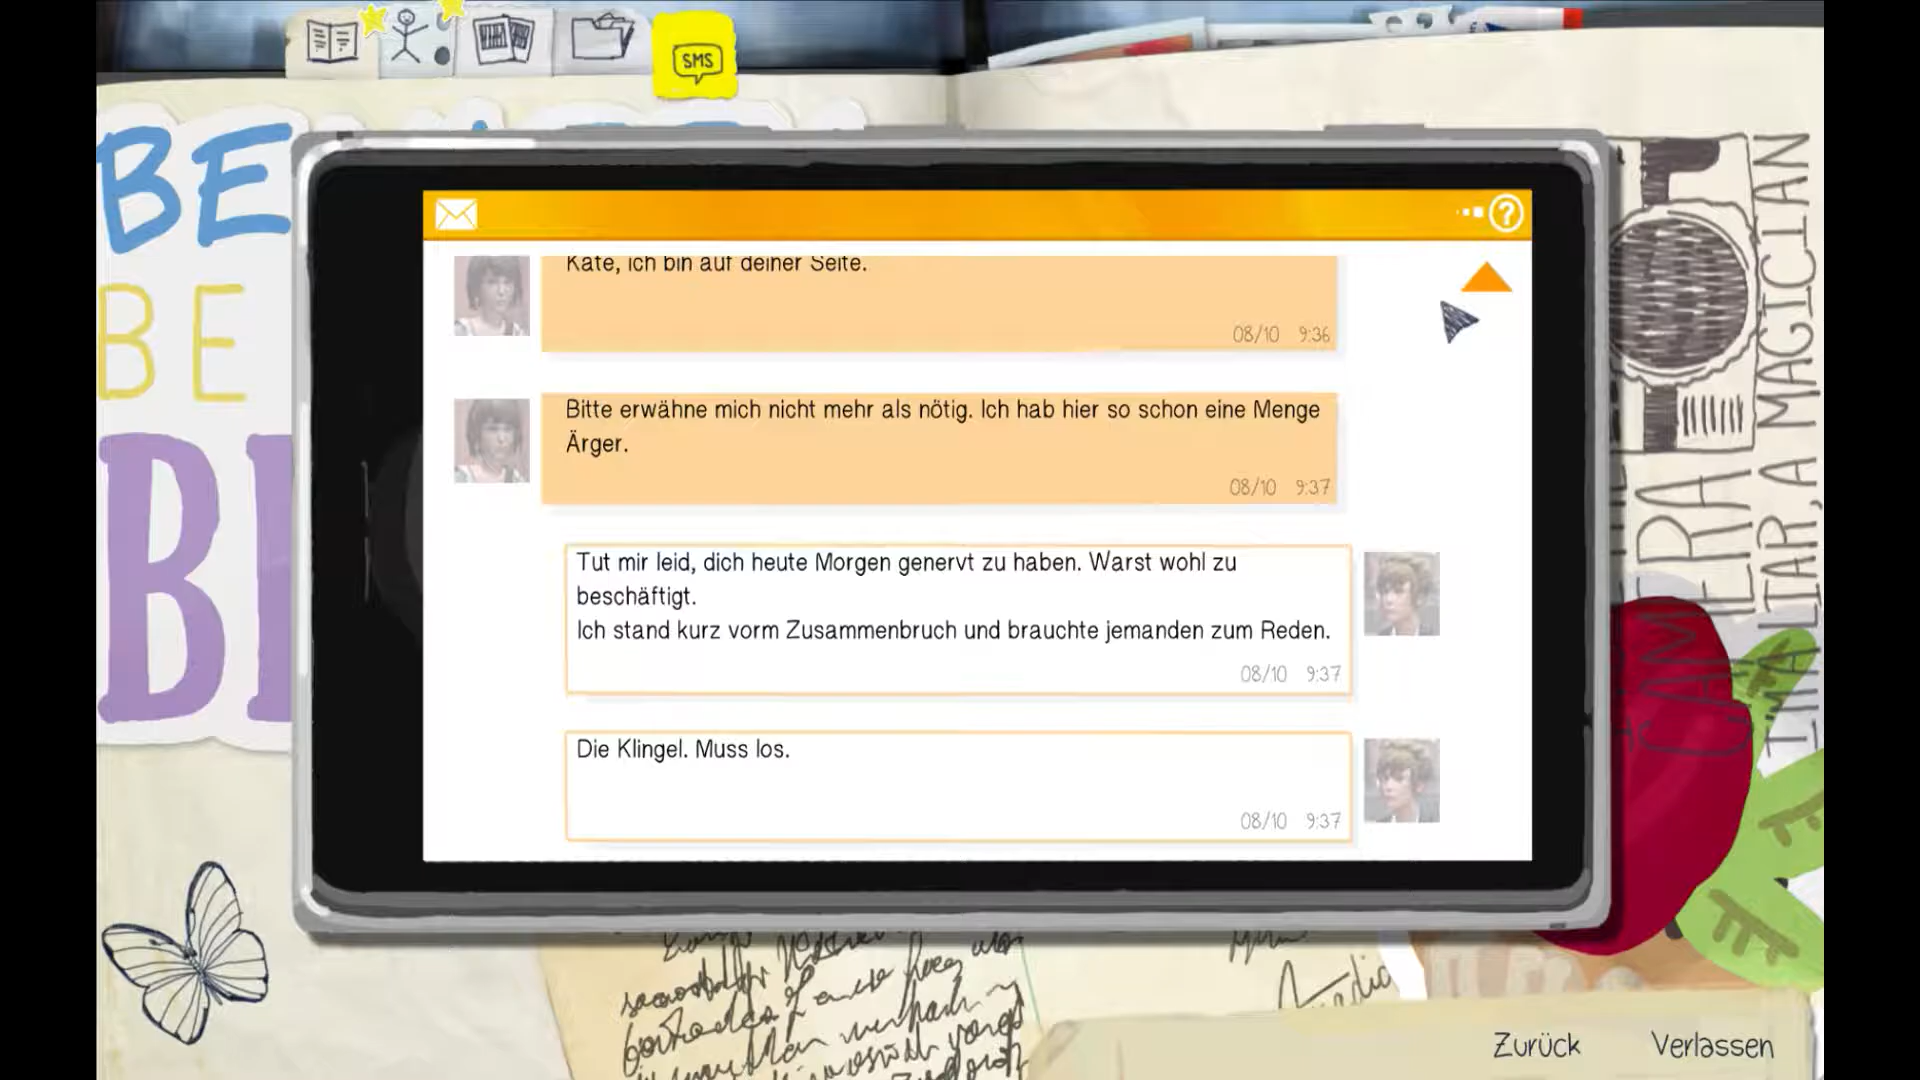 SMS
BE
BE
Kate, ich bin auf deiner Seite.
08/10 9:36
Bitte erwähne mich nicht mehr als nötig. Ich hab hier so schon eine Menge
Ärger.
08/10 9:37
Tut mir leid, dich heute Morgen genervt zu haben. Warst wohl zu
beschäftigt.
Ich stand kurz vorm Zusammenbruch und brauchte jemanden zum Reden.
08/10 9:37
Die Klingel. Muss los.
08/10 9:37
CAMERA
LIAR, A MAGICIAN
Zurück
Verlassen